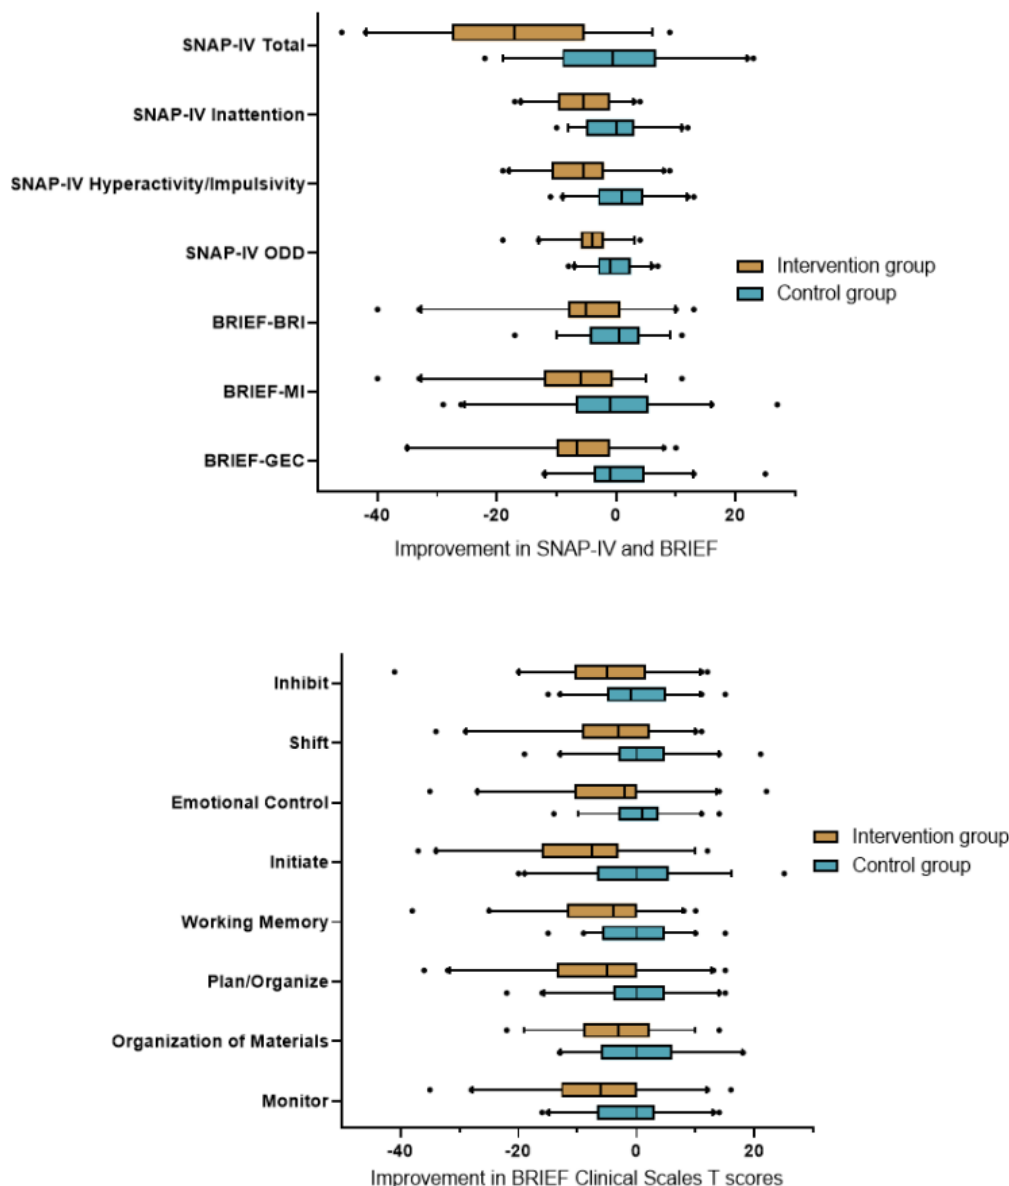 SNAP-IV Total
SNAP-IV Inattention
SNAP-IV Hyperactivity/Impulsivity
SNAP-IV ODD
BRIEF-BRI
BRIEF-MI
BRIEF-GEC
Intervention group
Control group
-40 -20 0 20
Improvement in SNAP-IV and BRIEF
Inhibit
Shift
Emotional Control
Initiate
Working Memory
Plan/Organize
Organization of Materials
Monitor
Intervention group
Control group
-40 -20 0 20
Improvement in BRIEF Clinical Scales T scores